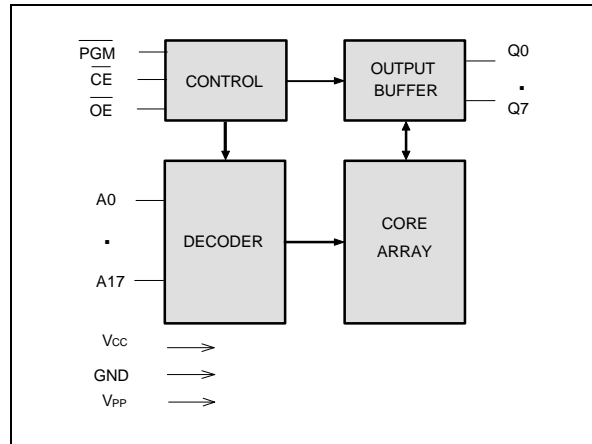 PGM
CE
OE
CONTROL
OUTPUT
BUFFER
Q0
.
Q7
A0
.
A17
DECODER
CORE
ARRAY
VCC
GND
VPP